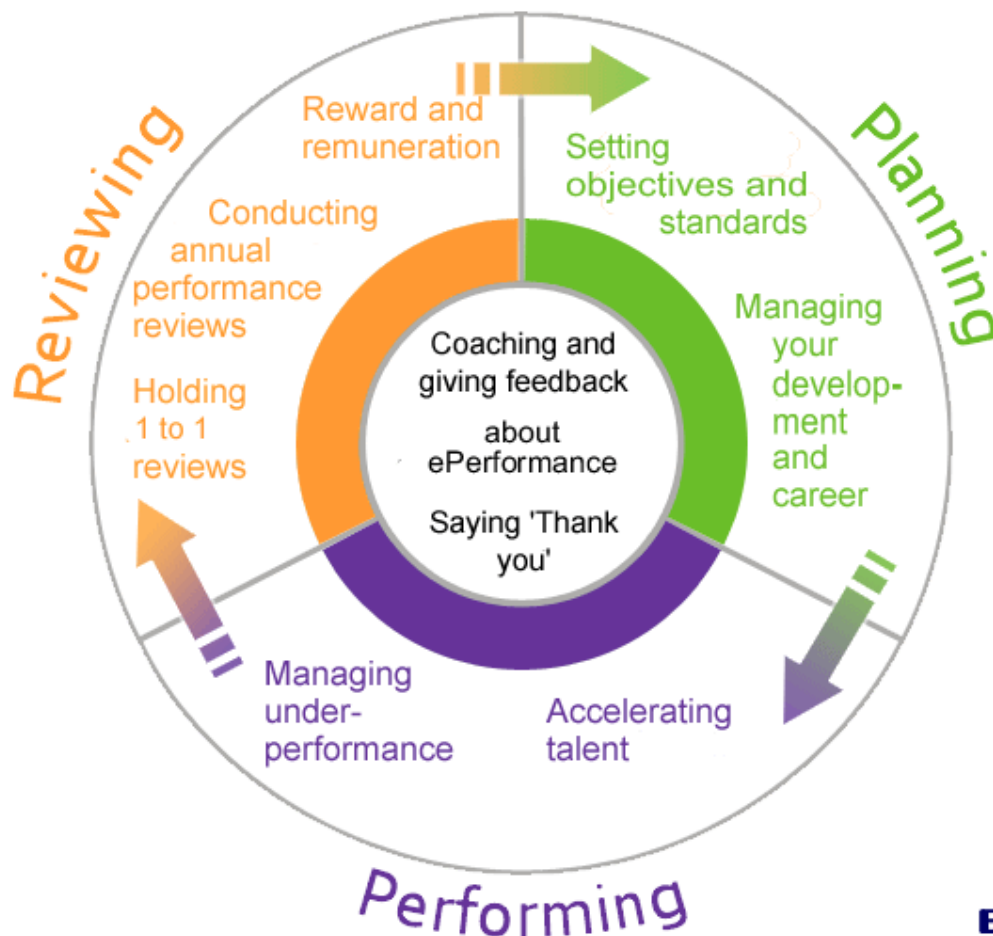 Reviewing
Planning
Performing
Reward and
remuneration
Conducting
annual
performance
reviews
Holding
1 to 1
reviews
Setting
objectives and
standards
Managing
your
develop-
ment
and
career
Coaching and
giving feedback
about
ePerformance
Saying 'Thank
you'
Managing
under-
performance
Accelerating
talent